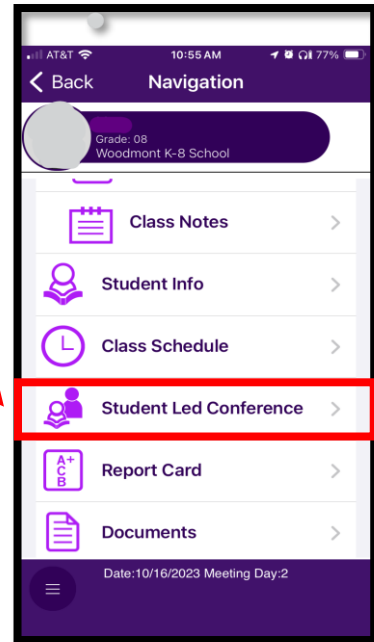 AT&T 10:55 AM 77%
Back Navigation
Grade: 08
Woodmont K-8 School
Class Notes
Student Info
L Class Schedule
Student Led Conference
A+
C
B
Report Card
Documents
Date:10/16/2023 Meeting Day:2